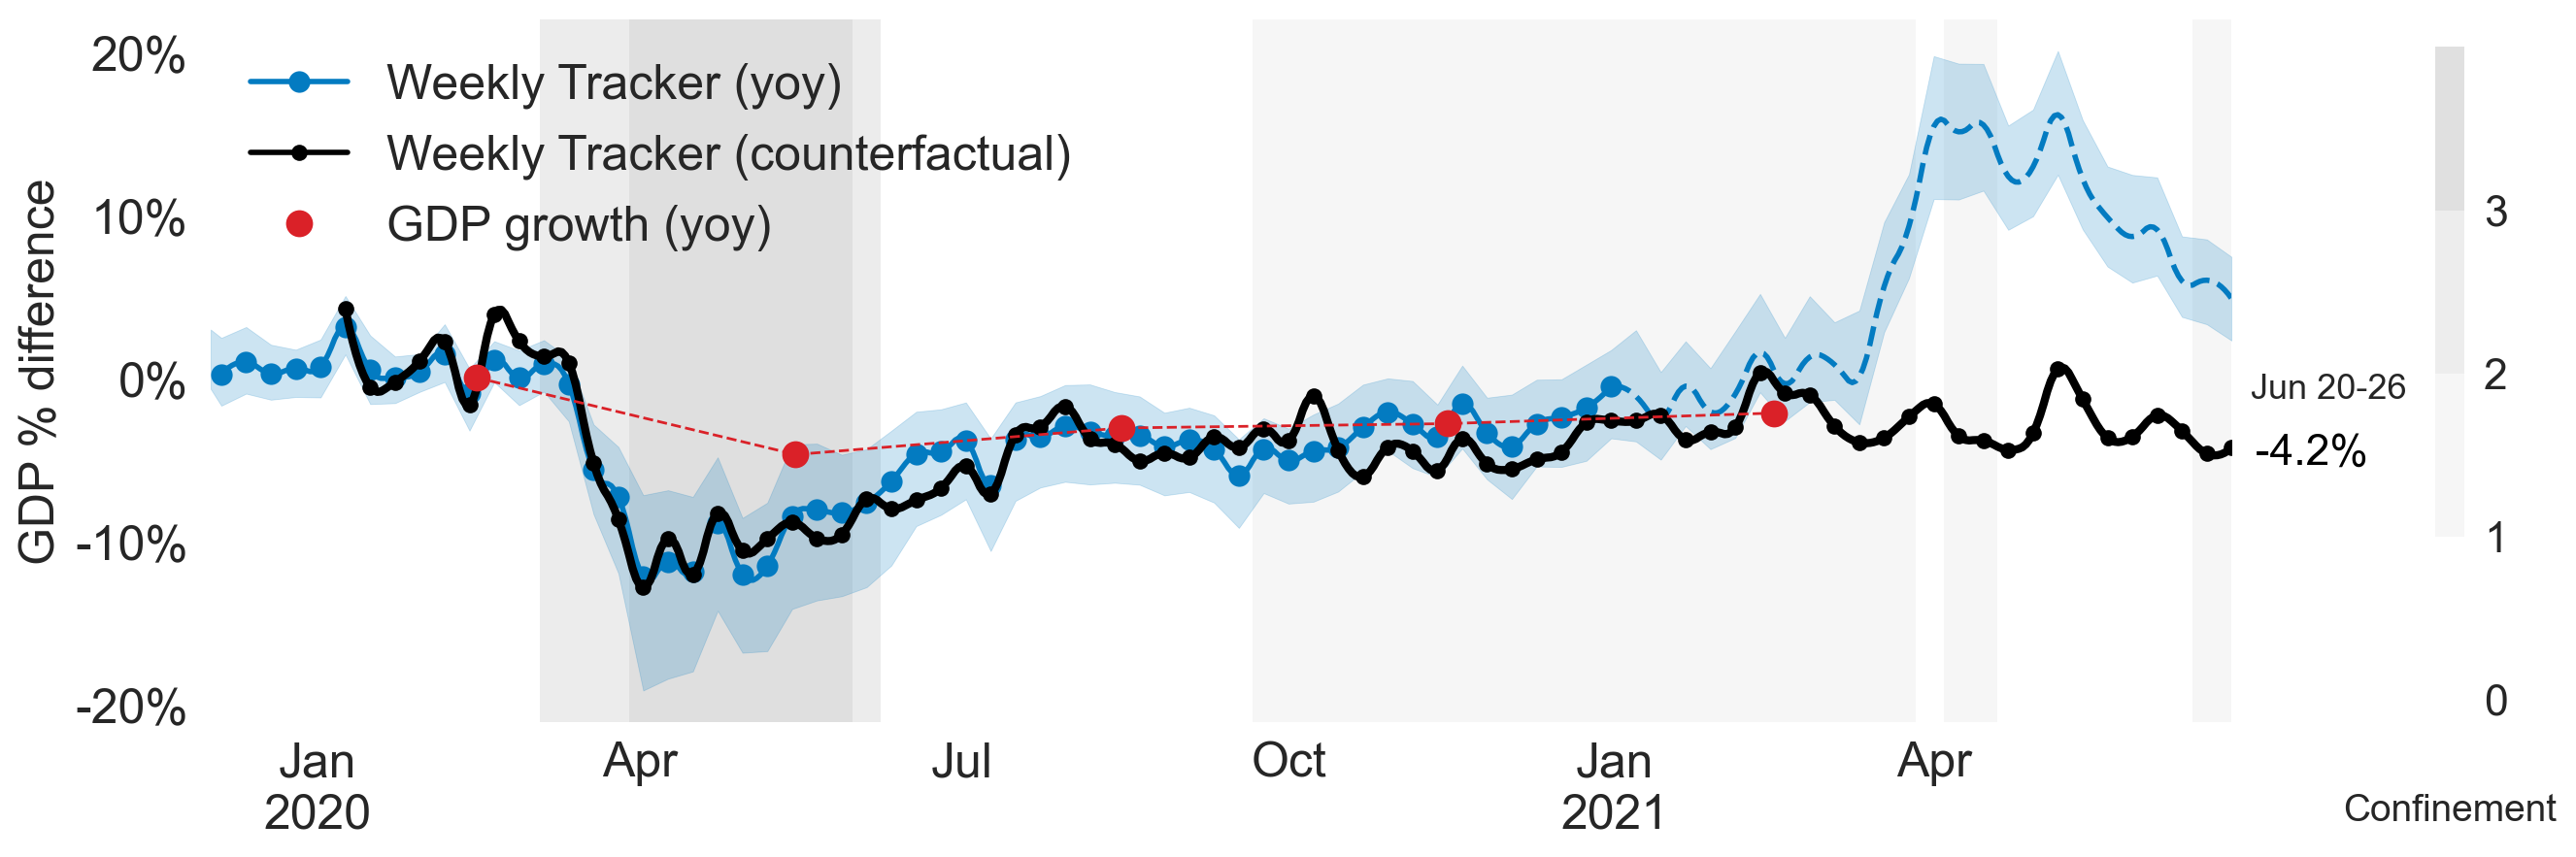 GDP % difference
20%
10%
0%
-10%
-20%
Weekly Tracker (yoy)
Weekly Tracker (counterfactual)
GDP growth (yoy)
Jan
2020
Apr
Jul
Oct
Jan
2021
Apr
Jun 20-26
-4.2%
3
2
1
0
Confinement